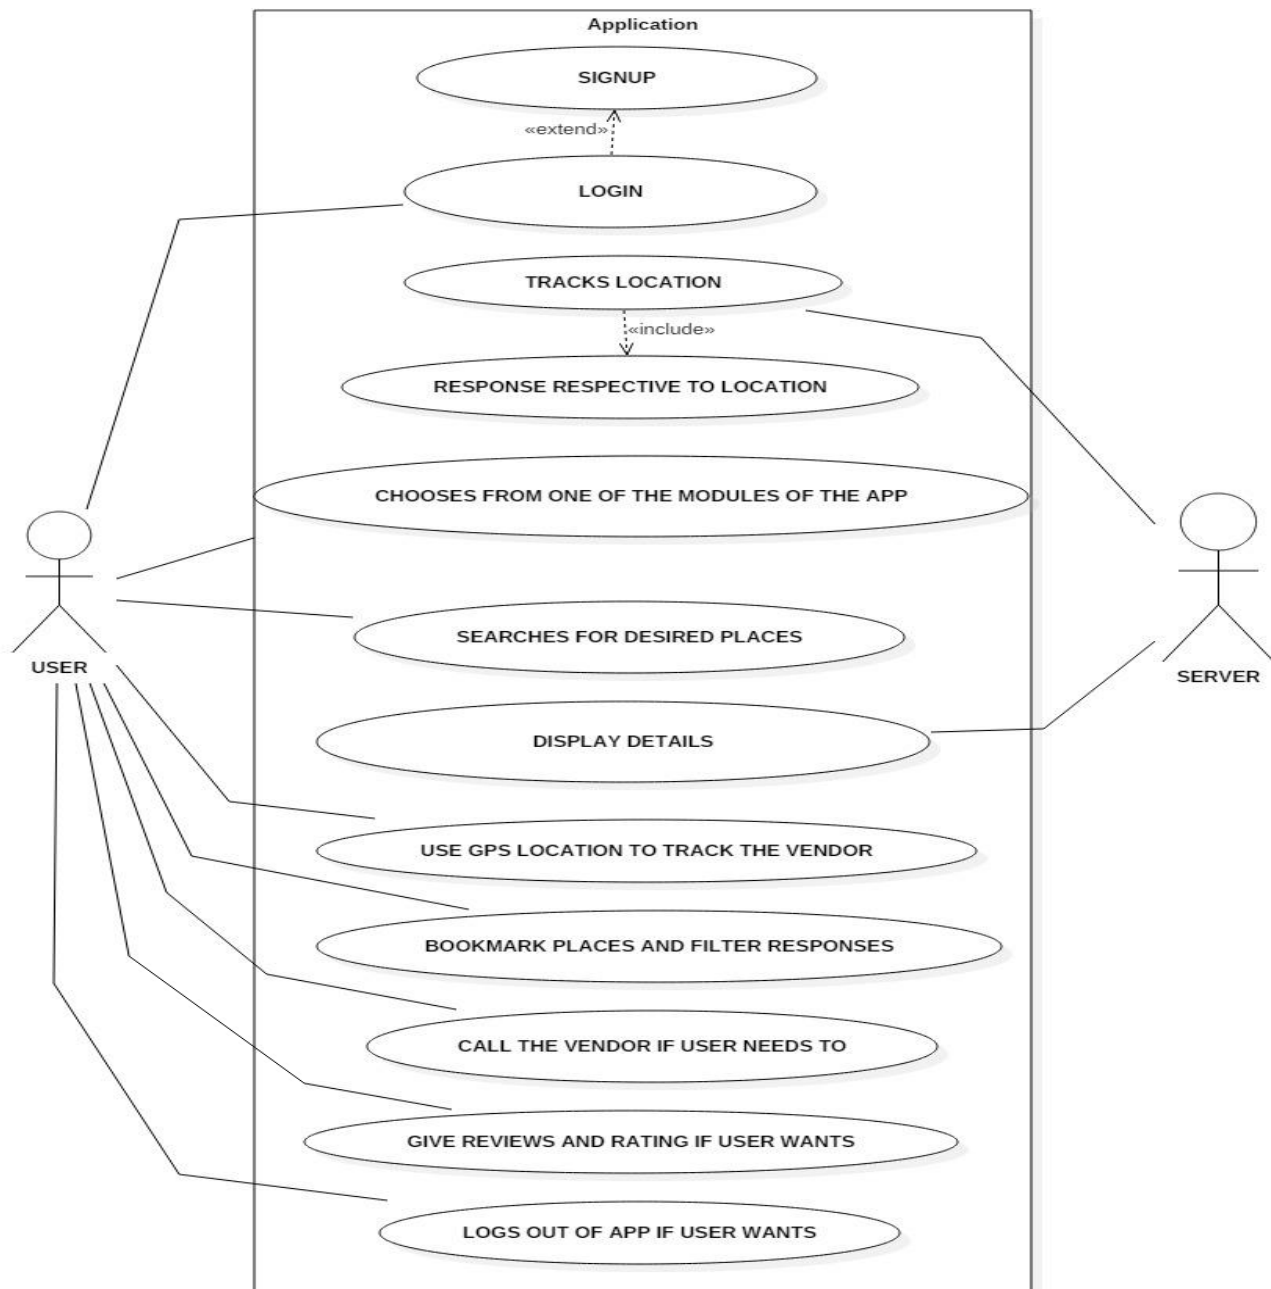 Application
SIGNUP
«extend»
LOGIN
TRACKS LOCATION
«include»
RESPONSE RESPECTIVE TO LOCATION
CHOOSES FROM ONE OF THE MODULES OF THE APP
SEARCHES FOR DESIRED PLACES
USER
SERVER
DISPLAY DETAILS
USE GPS LOCATION TO TRACK THE VENDOR
BOOKMARK PLACES AND FILTER RESPONSES
CALL THE VENDOR IF USER NEEDS TO
GIVE REVIEWS AND RATING IF USER WANTS
LOGS OUT OF APP IF USER WANTS